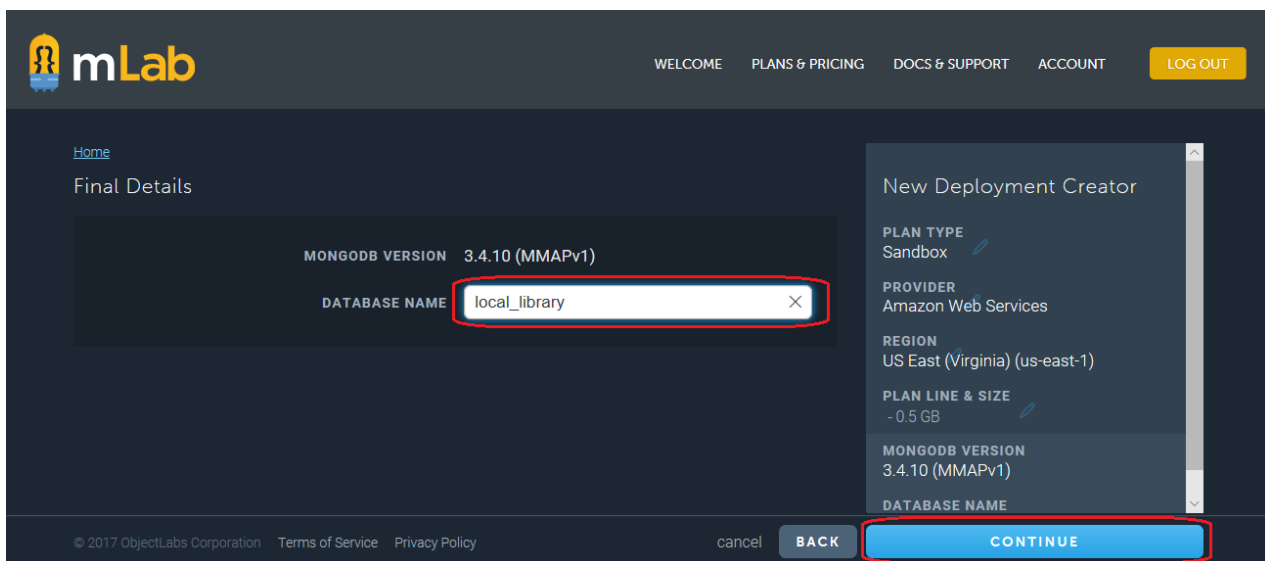 mLab
WELCOME PLANS & PRICING DOCS & SUPPORT ACCOUNT LOG OUT
Home
Final Details
MONGODB VERSION 3.4.10 (MMAPv1)
DATABASE NAME local_library
New Deployment Creator
PLAN TYPE
Sandbox
PROVIDER
Amazon Web Services
REGION
US East (Virginia) (us-east-1)
PLAN LINE & SIZE
- 0.5 GB
MONGODB VERSION
3.4.10 (MMAPv1)
DATABASE NAME
© 2017 ObjectLabs Corporation Terms of Service Privacy Policy cancel BACK CONTINUE